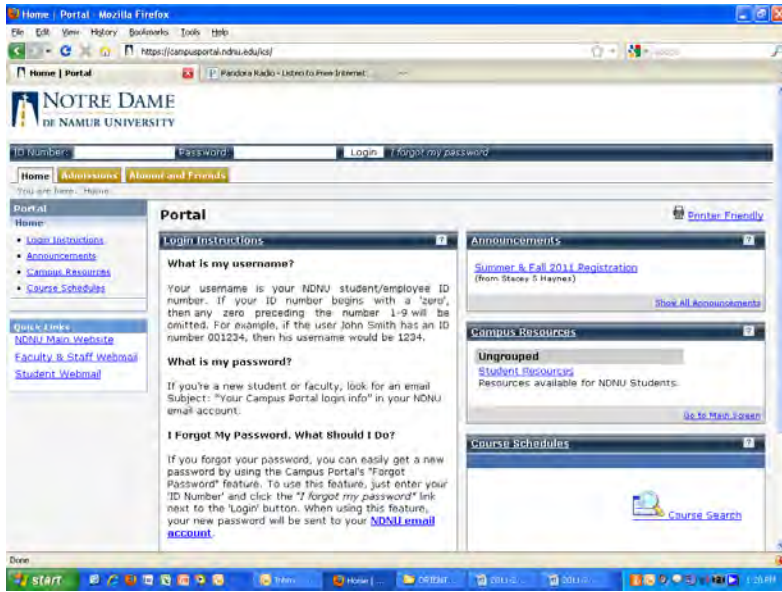 Home | Portal - Mozilla Firefox
File Edit View History Bookmarks Tools Help
https://campusportal.ndnu.edu/ics/
Home | Portal
Pandora Radio - Listen to Free Internet...
NOTRE DAME
DE NAMUR UNIVERSITY
ID Number: Password: Login I forgot my password
Home Admissions Alumni and Friends
You are here: Home
Portal
Home
Login Instructions
Announcements
Campus Resources
Course Schedules
Quick Links
NDNU Main Website
Faculty & Staff Webmail
Student Webmail
Portal
Printer Friendly
Login Instructions
What is my username?
Your username is your NDNU student/employee ID
number. If your ID number begins with a 'zero',
then any zero preceding the number 1-9 will be
omitted. For example, if the user John Smith has an ID
number 001234, then his username would be 1234.
What is my password?
If you're a new student or faculty, look for an email
Subject: "Your Campus Portal login info" in your NDNU
email account.
I Forgot My Password. What Should I Do?
If you forget your password, you can easily get a new
password by using the Campus Portal's "Forgot
Password" feature. To use this feature, just enter your
'ID Number' and click the "I forgot my password" link
next to the 'Login' button. When using this feature,
your new password will be sent to your NDNU email
account.
Announcements
Summer & Fall 2011 Registration
(from Stacey S Haynes)
Show All Announcements
Campus Resources
Ungrouped
Student Resources
Resources available for NDNU Students.
Go to Main Screen
Course Schedules
Course Search
Done
start
Inbox
Home | ...
ORIENT...
1:20 PM